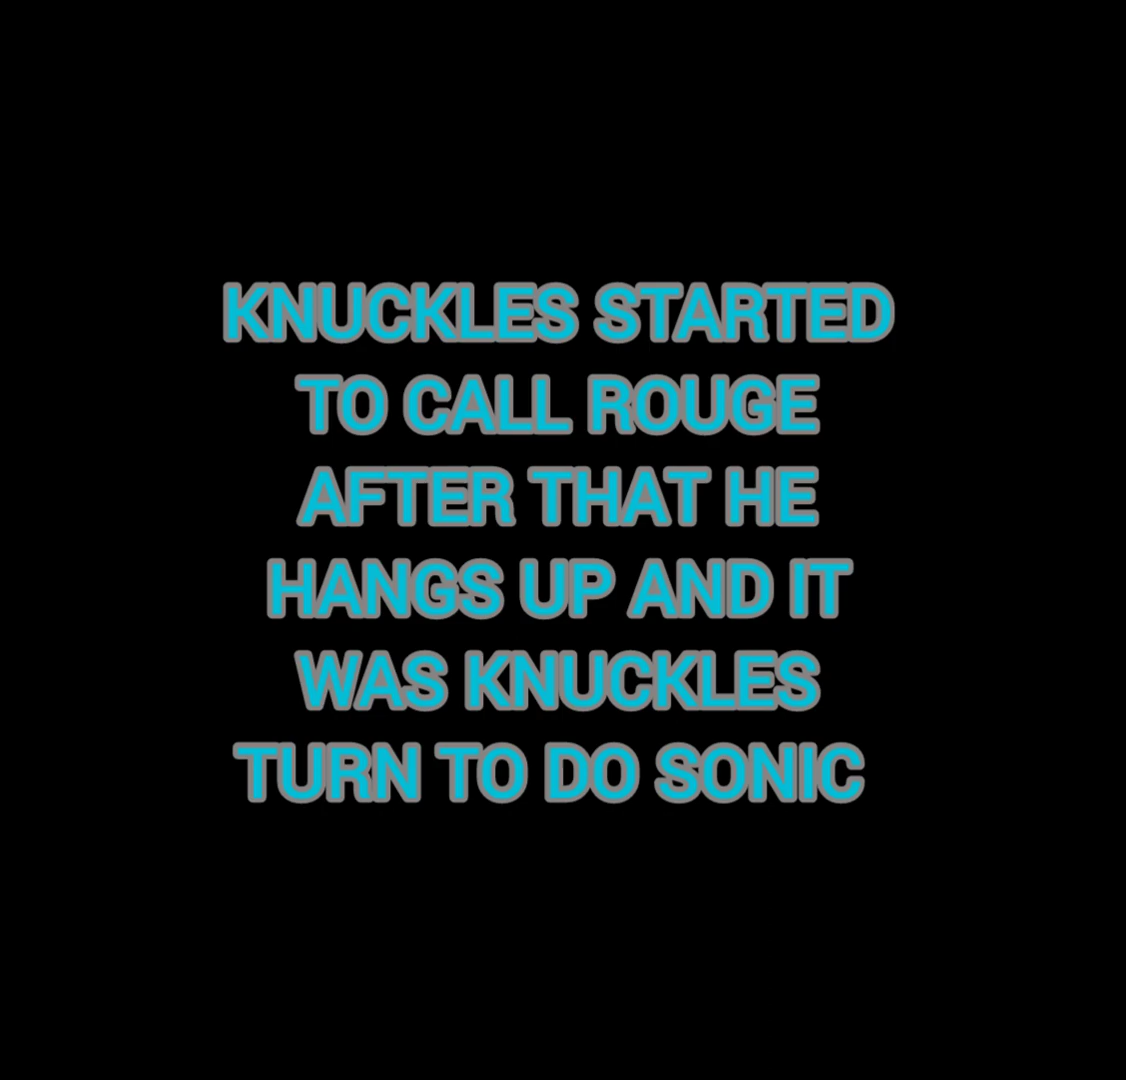 KNUCKLES STARTED
TO CALL ROUGE
AFTER THAT HE
HANGS UP AND IT
WAS KNUCKLES
TURN TO DO SONIC